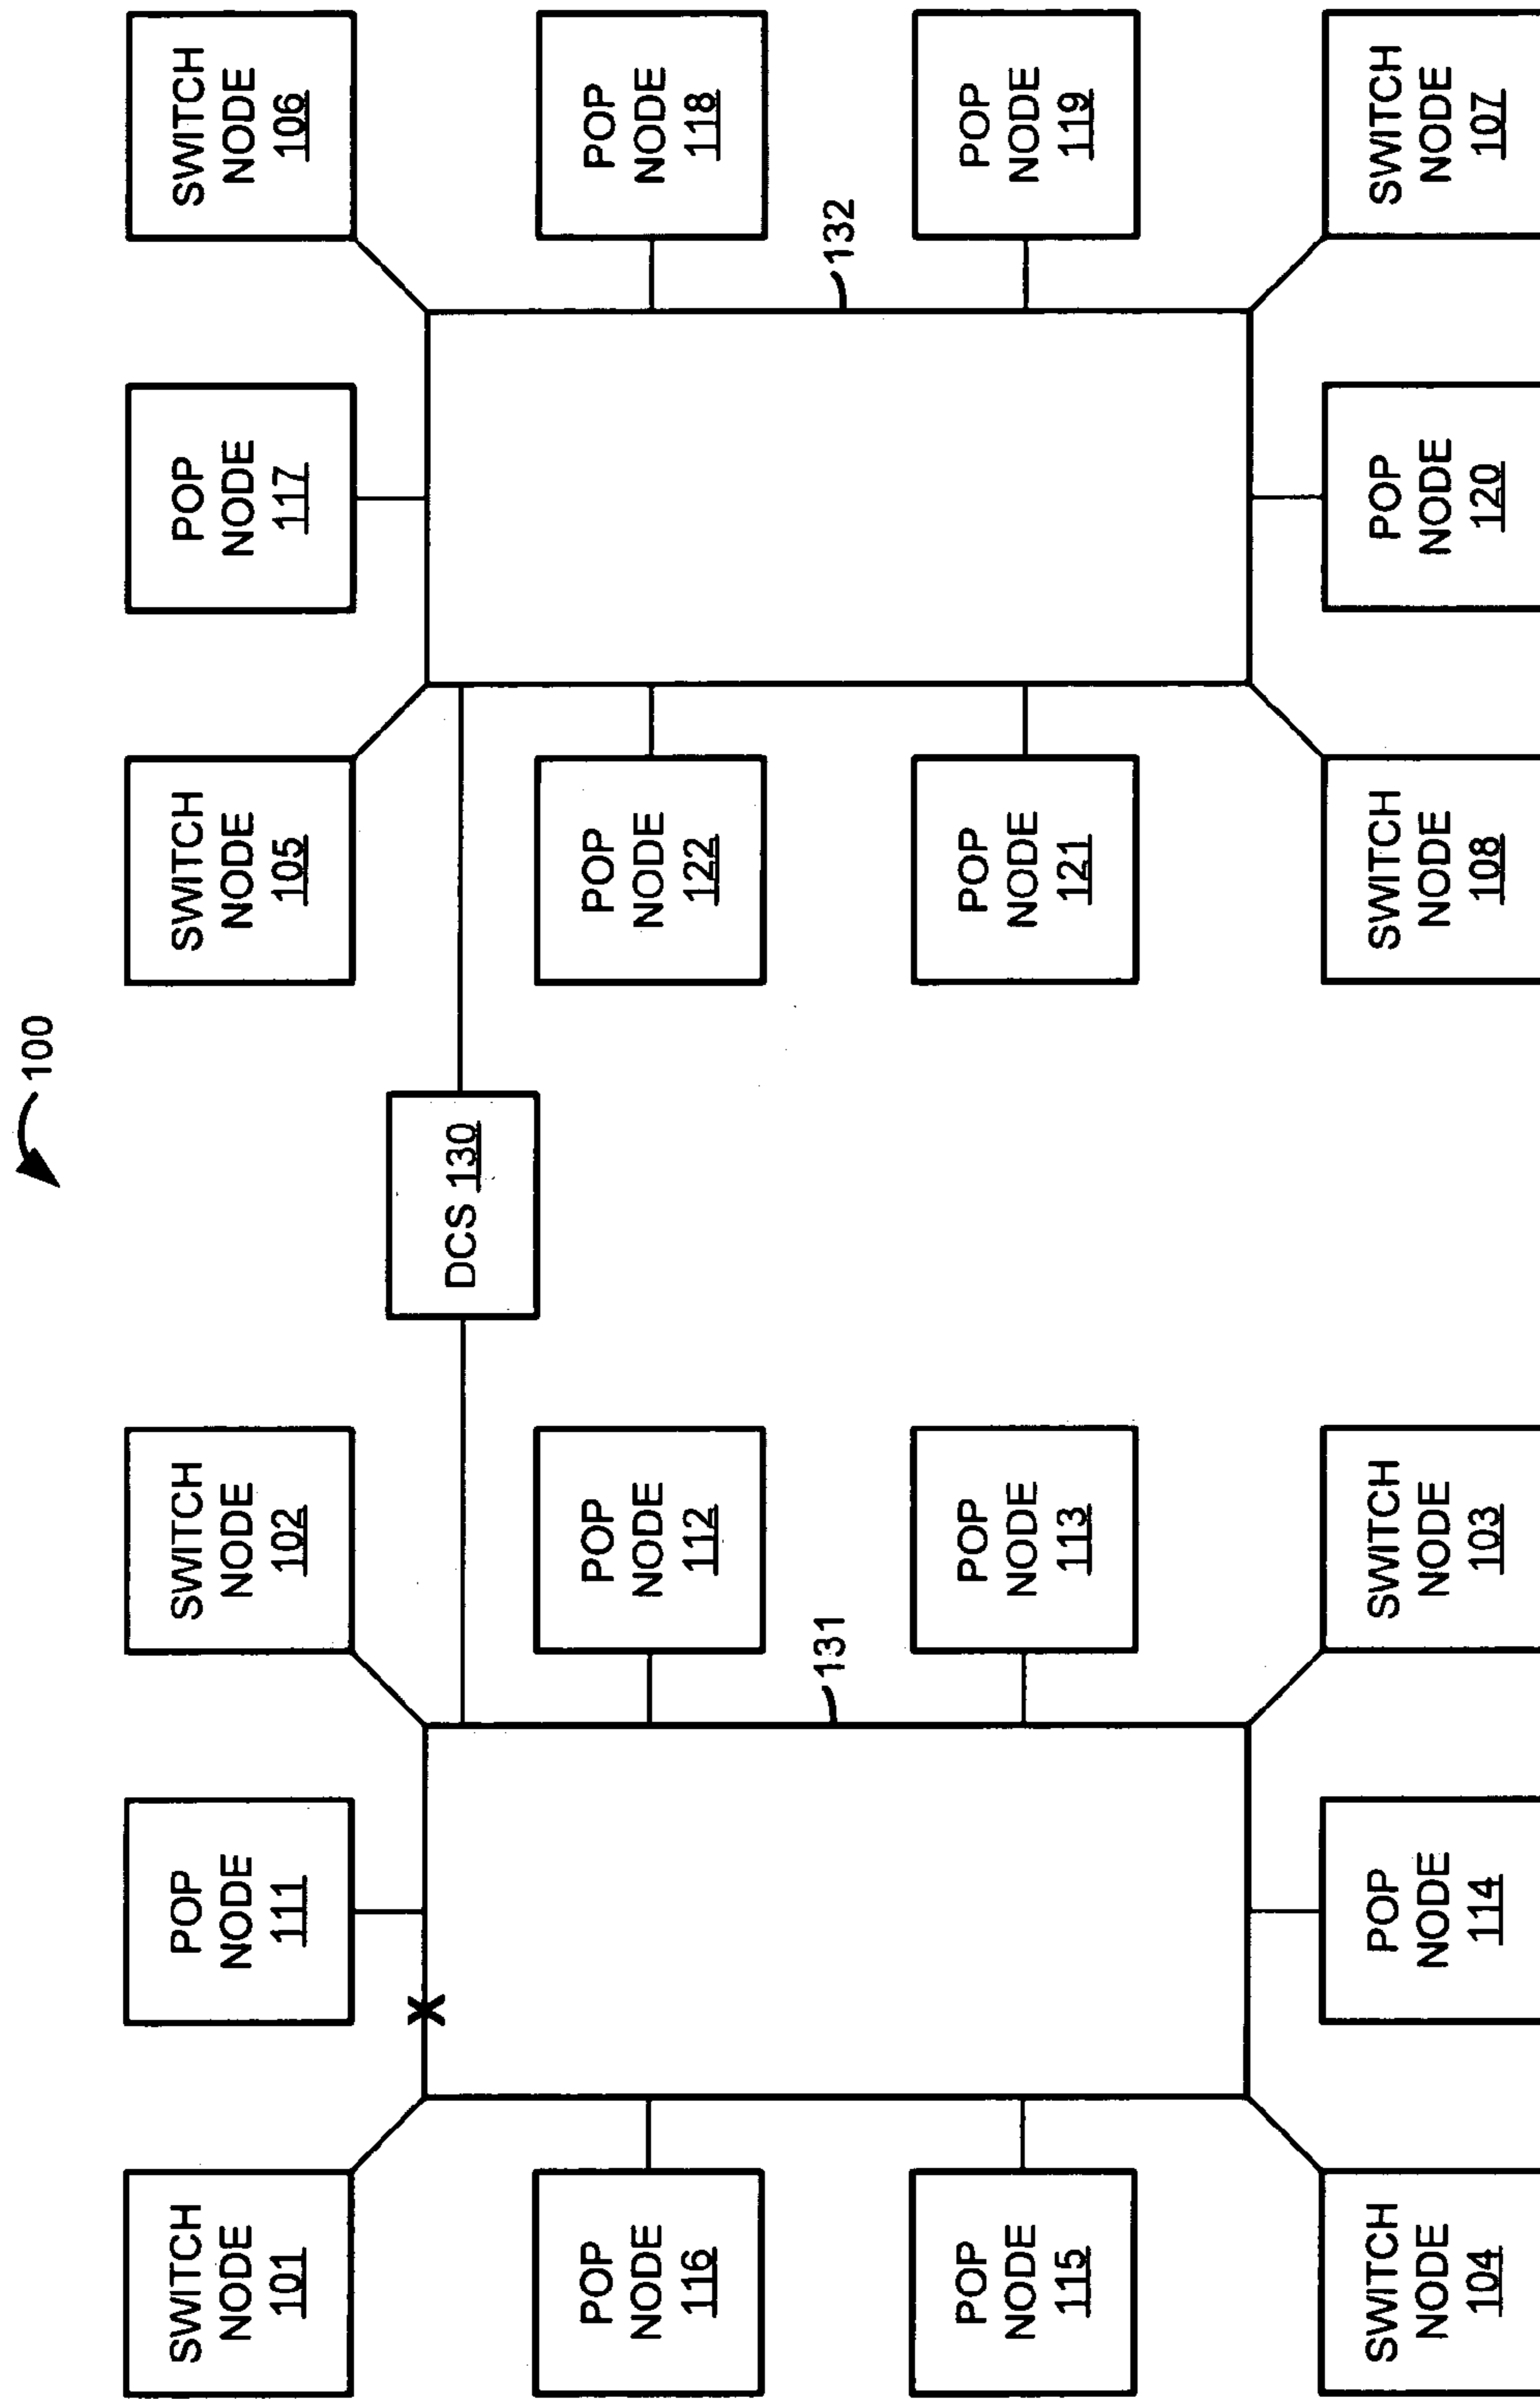 100
SWITCH
NODE
101
POP
NODE
111
SWITCH
NODE
102
SWITCH
NODE
105
POP
NODE
117
SWITCH
NODE
106
DCS 130
POP
NODE
116
POP
NODE
112
POP
NODE
122
POP
NODE
118
131
132
POP
NODE
115
POP
NODE
113
POP
NODE
121
POP
NODE
119
SWITCH
NODE
104
POP
NODE
114
SWITCH
NODE
103
SWITCH
NODE
108
POP
NODE
120
SWITCH
NODE
107